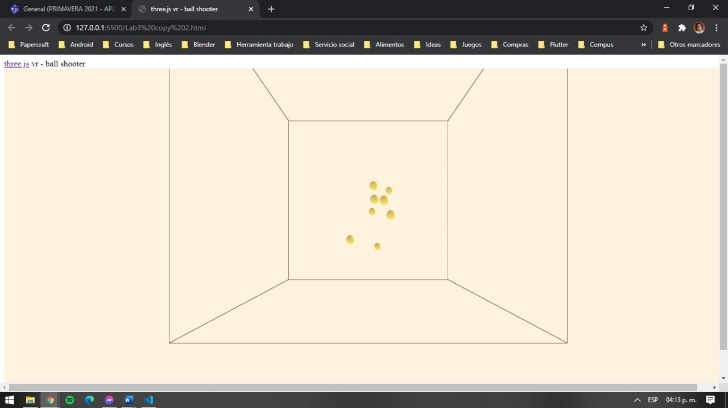 General (PRIMAVERA 2021 - API
three.js vr - ball shooter
127.0.0.1:5500/Lab3%20copy%202.html
Papercraft Android Cursos Inglés Blender Herramienta trabajo Servicio social Alimentos Ideas Juegos Compras Flutter Compus » Otros marcadores
three js vr - ball shooter
ESP 04:13 p. m.